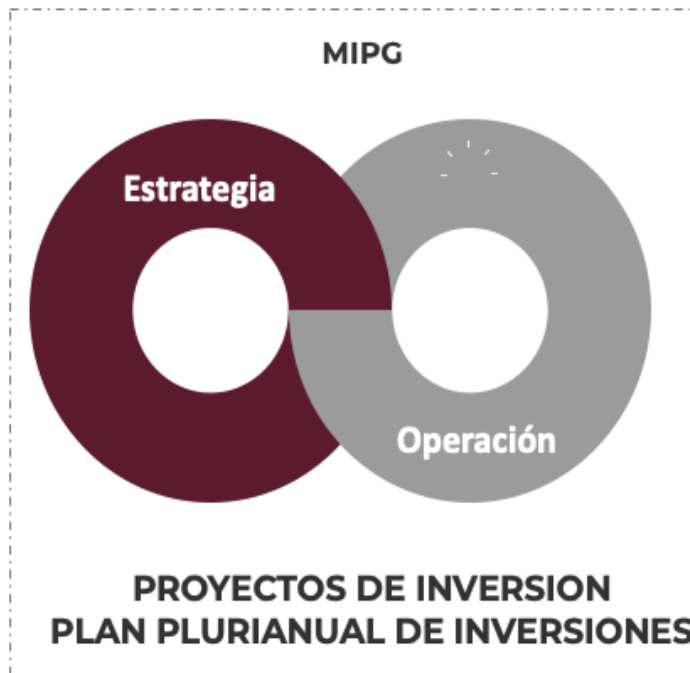 MIPG
Estrategia
Operación
PROYECTOS DE INVERSION
PLAN PLURIANUAL DE INVERSIONES